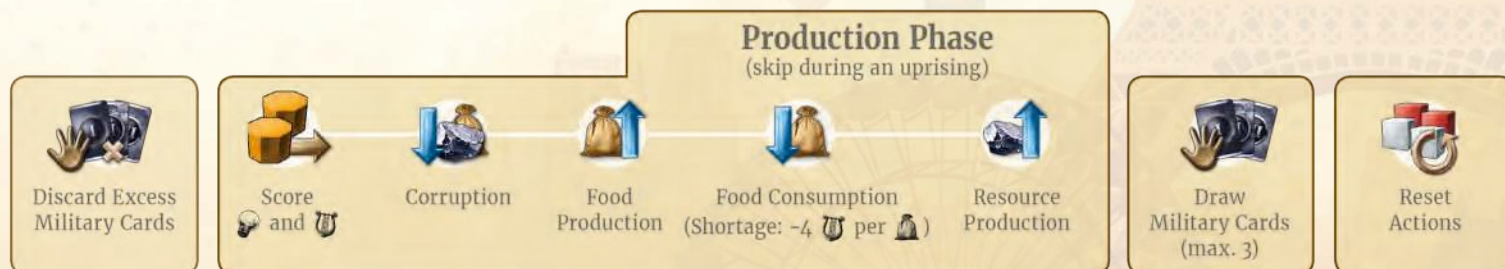 Production Phase
(skip during an uprising)
Discard Excess
Military Cards
Score
and
Corruption
Food
Production
Food Consumption
(Shortage: -4 per )
Resource
Production
Draw
Military Cards
(max. 3)
Reset
Actions